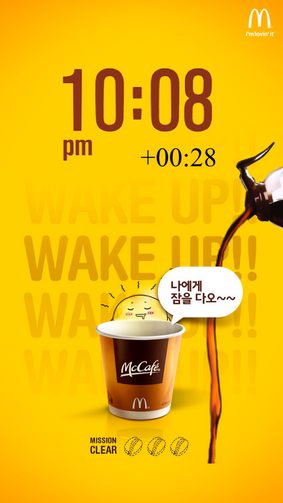 i'm lovin' it
10:08
pm
+00:28
WAKE UP!!
WAKE UP!!
WAKE UP!!
WAKE UP!!
나에게
잠을 다오~~
McCafé
MISSION
CLEAR